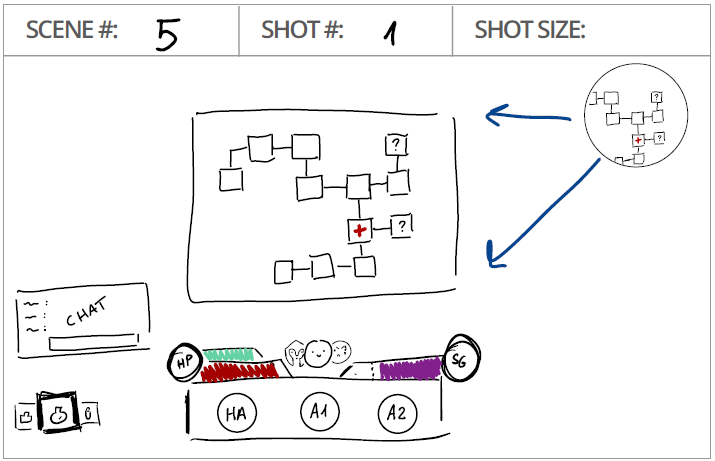 SCENE #: 5 SHOT #: 1 SHOT SIZE:
?
?
?
?
CHAT
HP
SG
HA A1 A2